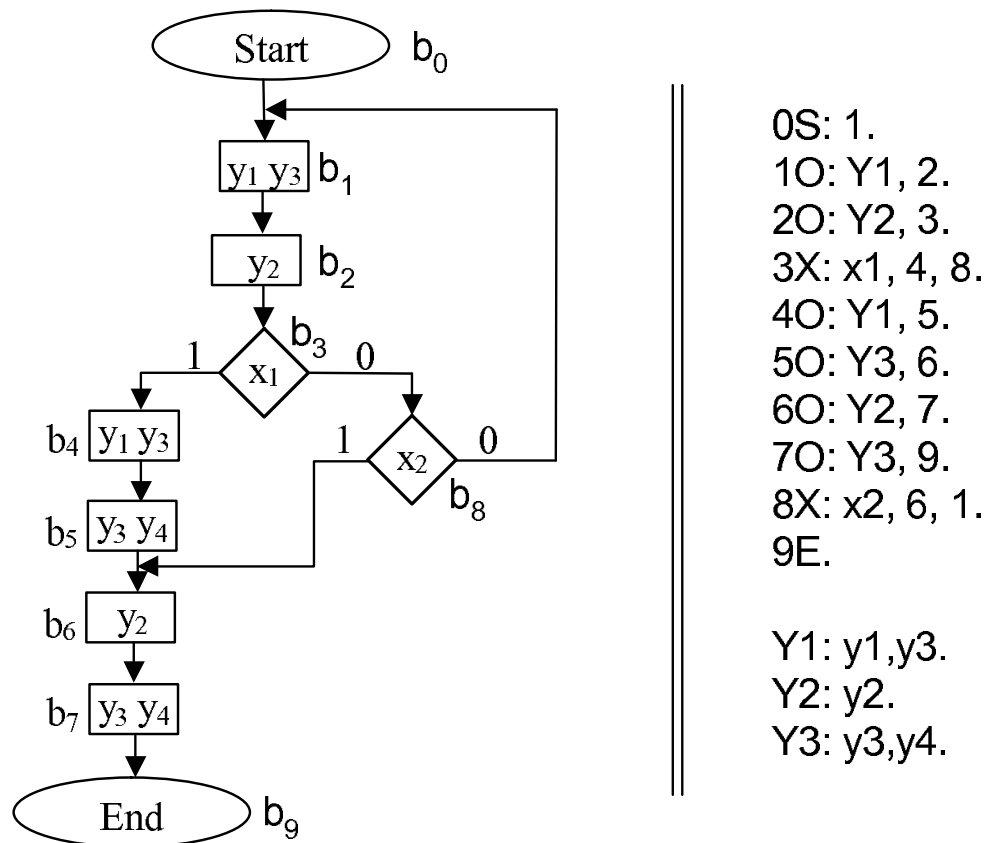 Start b₀
y₁ y₃ b₁
y₂ b₂
b₃
1 x₁ 0
b₄ y₁ y₃
1 x₂ 0
b₈
b₅ y₃ y₄
b₆ y₂
b₇ y₃ y₄
End b₉
0S: 1.
1O: Y1, 2.
2O: Y2, 3.
3X: x1, 4, 8.
4O: Y1, 5.
5O: Y3, 6.
6O: Y2, 7.
7O: Y3, 9.
8X: x2, 6, 1.
9E.
Y1: y1,y3.
Y2: y2.
Y3: y3,y4.